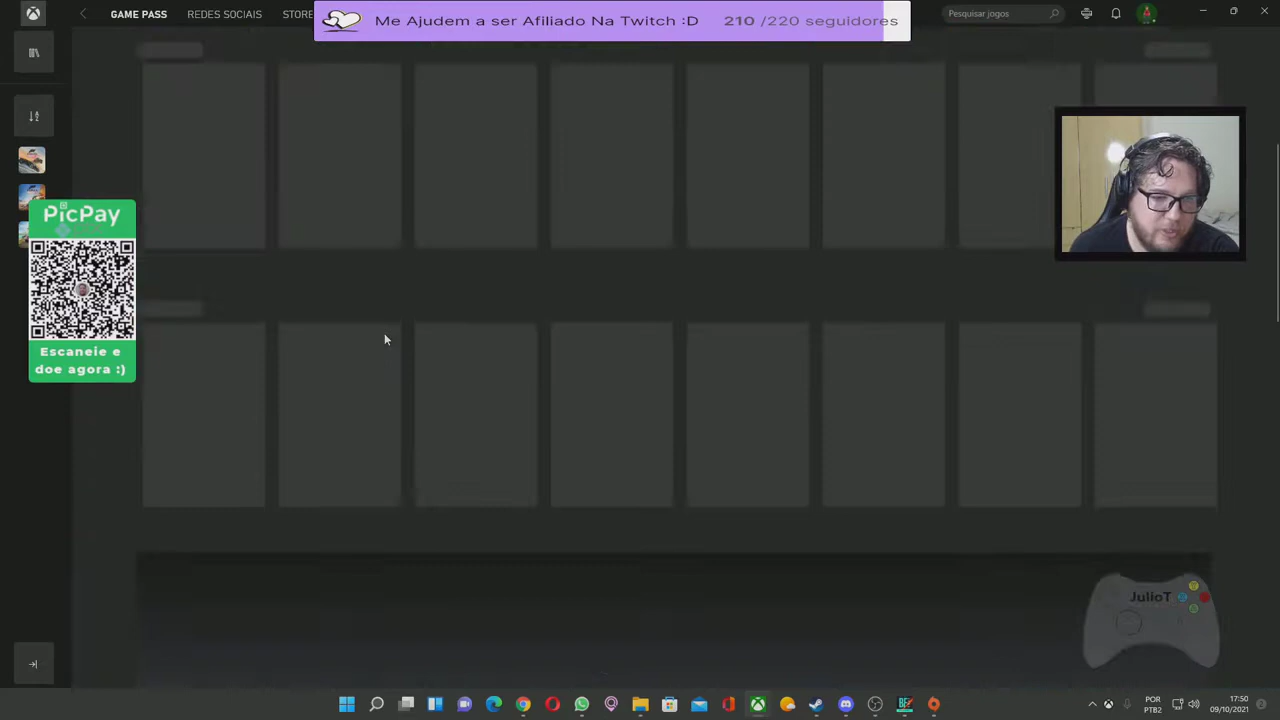 GAME PASS
REDES SOCIAIS
STORE
Me Ajudem a ser Afiliado Na Twitch :D 210 /220 seguidores
Pesquisar jogos
PicPay
Escaneie e
doe agora :)
JulioT
POR
PTB2
17:50
09/10/2021